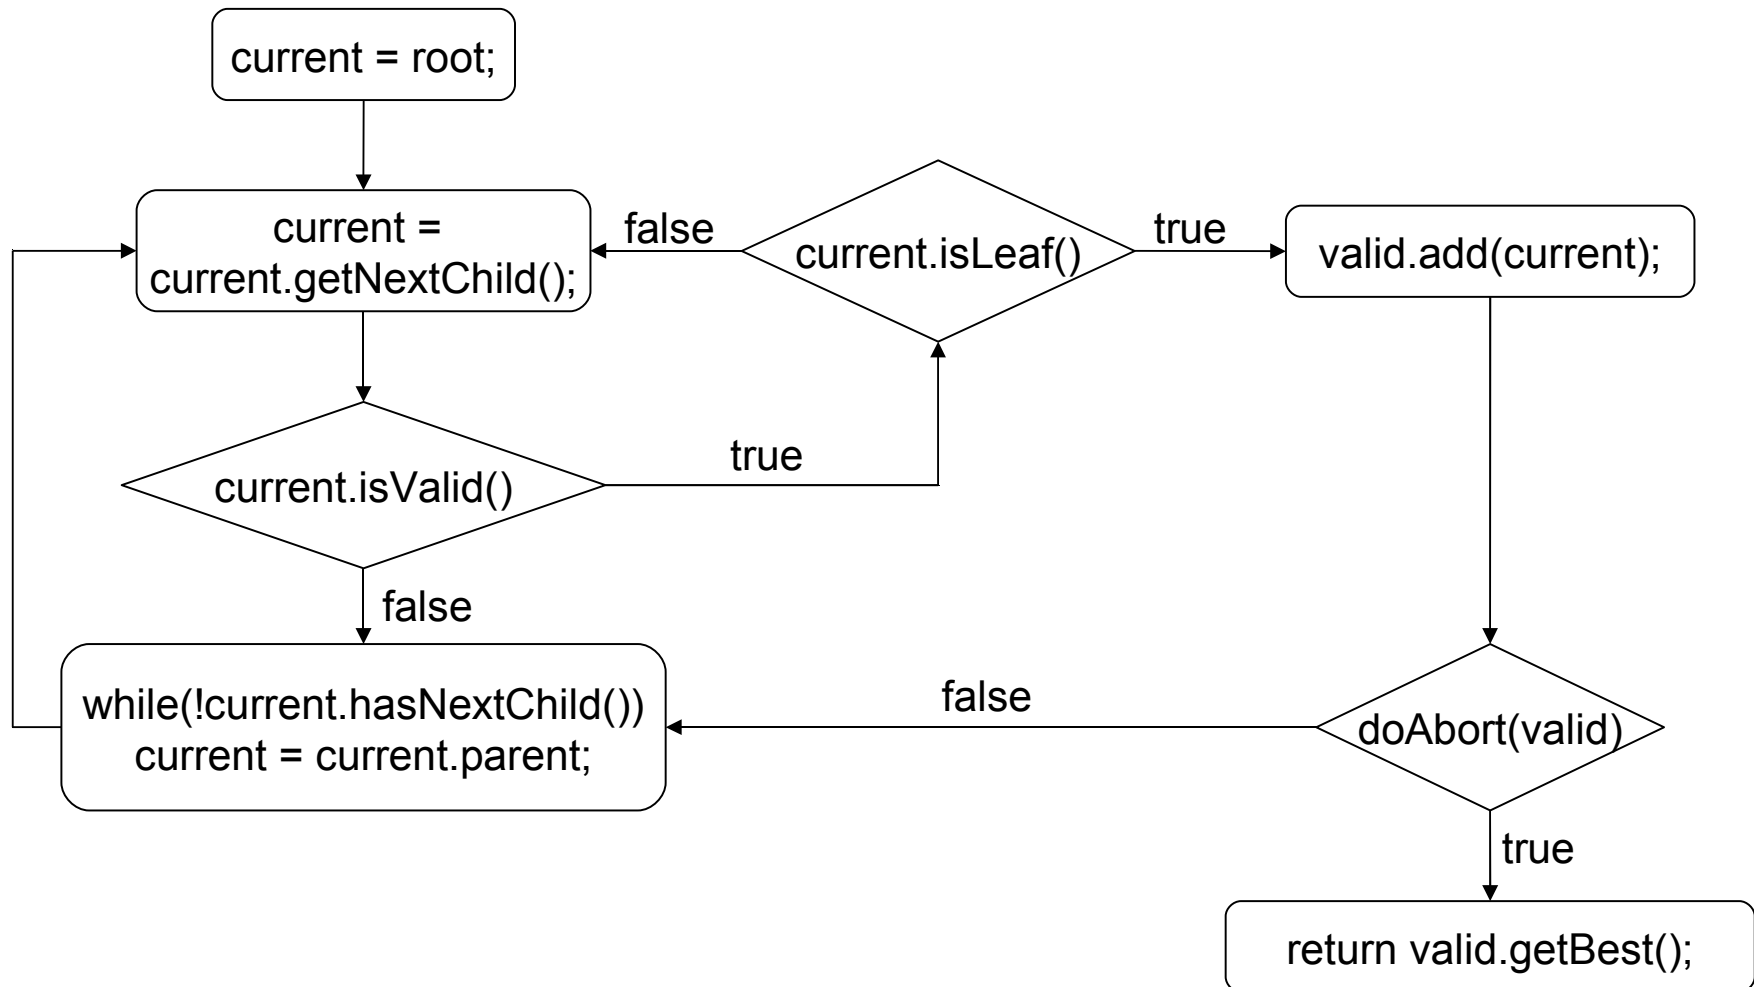 current = root;
current =
current.getNextChild();
false
current.isLeaf()
true
valid.add(current);
current.isValid()
true
false
while(!current.hasNextChild())
current = current.parent;
false
doAbort(valid)
true
return valid.getBest();